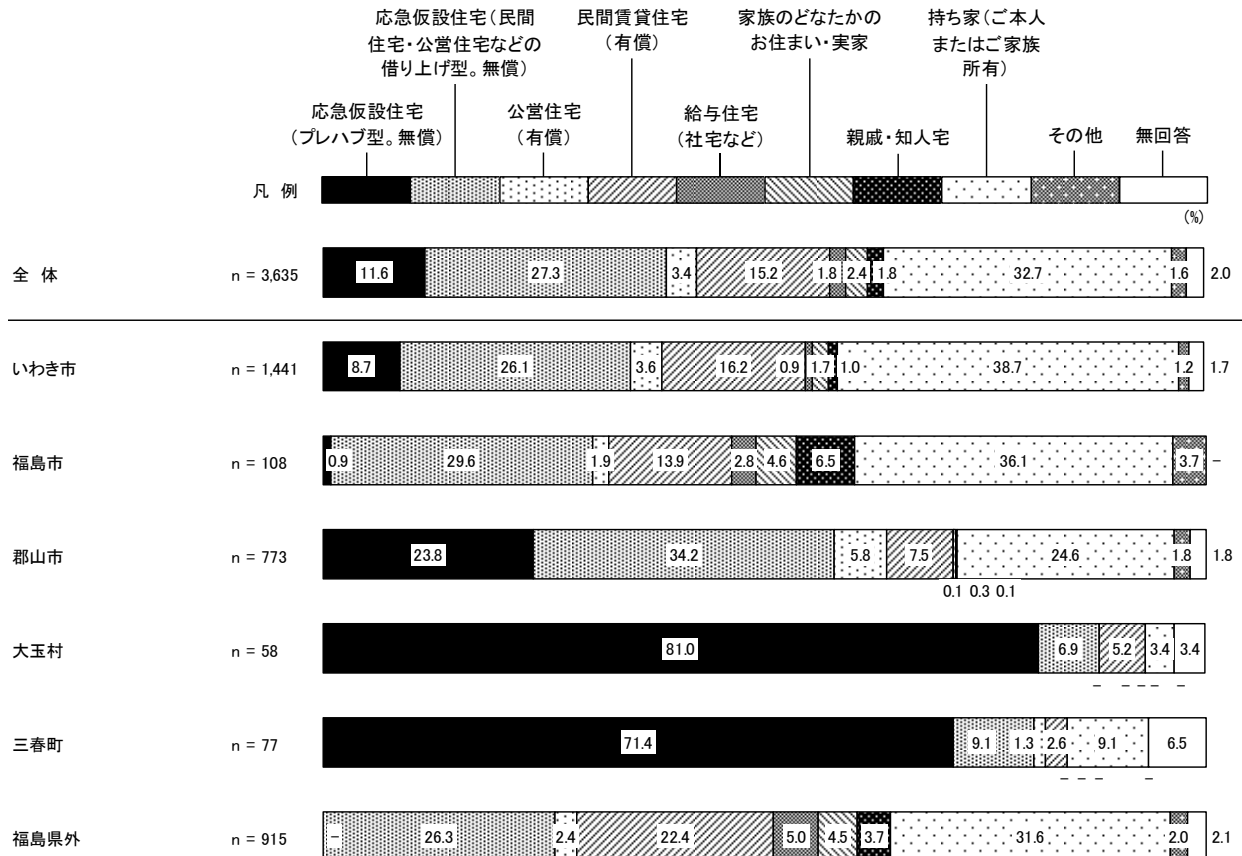 応急仮設住宅（民間
住宅・公営住宅などの
借り上げ型。無償）
民間賃貸住宅
（有償）
家族のどなたかの
お住まい・実家
持ち家（ご本人
またはご家族
所有）
応急仮設住宅
（プレハブ型。無償）
公営住宅
（有償）
給与住宅
（社宅など）
親戚・知人宅
その他
無回答
凡 例
(%)
全 体 n = 3,635 11.6 27.3 3.4 15.2 1.8 2.4 1.8 32.7 1.6 2.0
いわき市 n = 1,441 8.7 26.1 3.6 16.2 0.9 1.7 1.0 38.7 1.2 1.7
福島市 n = 108 0.9 29.6 1.9 13.9 2.8 4.6 6.5 36.1 3.7 －
郡山市 n = 773 23.8 34.2 5.8 7.5 24.6 1.8 1.8
0.1 0.3 0.1
大玉村 n = 58 81.0 6.9 5.2 3.4 3.4
－ － － － －
三春町 n = 77 71.4 9.1 1.3 2.6 9.1 6.5
－ － － －
福島県外 n = 915 － 26.3 2.4 22.4 5.0 4.5 3.7 31.6 2.0 2.1